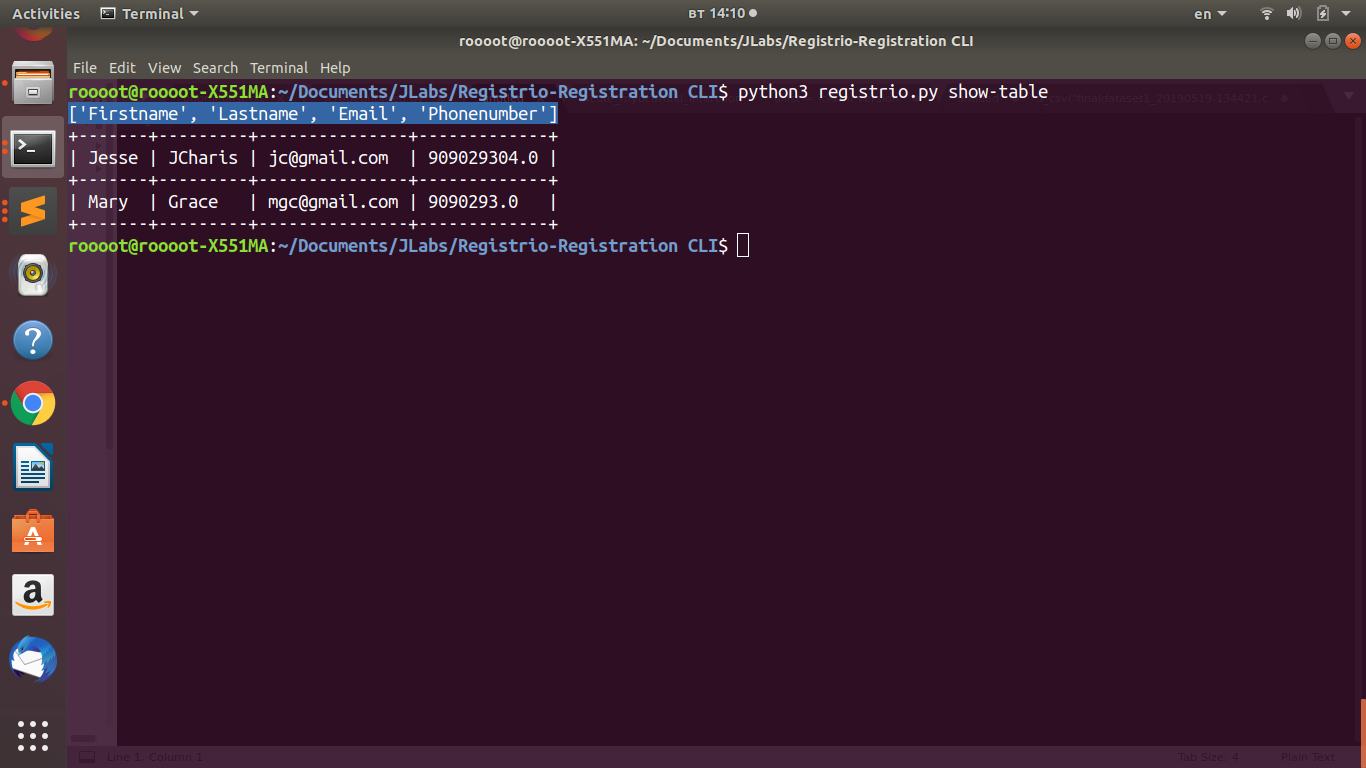 Activities Terminal вт 14:10 en
roooot@roooot-X551MA: ~/Documents/JLabs/Registrio-Registration CLI
File Edit View Search Terminal Help
roooot@roooot-X551MA:~/Documents/JLabs/Registrio-Registration CLI$ python3 registrio.py show-table
['Firstname', 'Lastname', 'Email', 'Phonenumber']
+-------+---------+---------------+-------------+
| Jesse | JCharis | jc@gmail.com  | 909029304.0 |
+-------+---------+---------------+-------------+
| Mary  | Grace   | mgc@gmail.com | 9090293.0   |
+-------+---------+---------------+-------------+
roooot@roooot-X551MA:~/Documents/JLabs/Registrio-Registration CLI$
Line 1, Column 1 Tab Size: 4 Plain Text